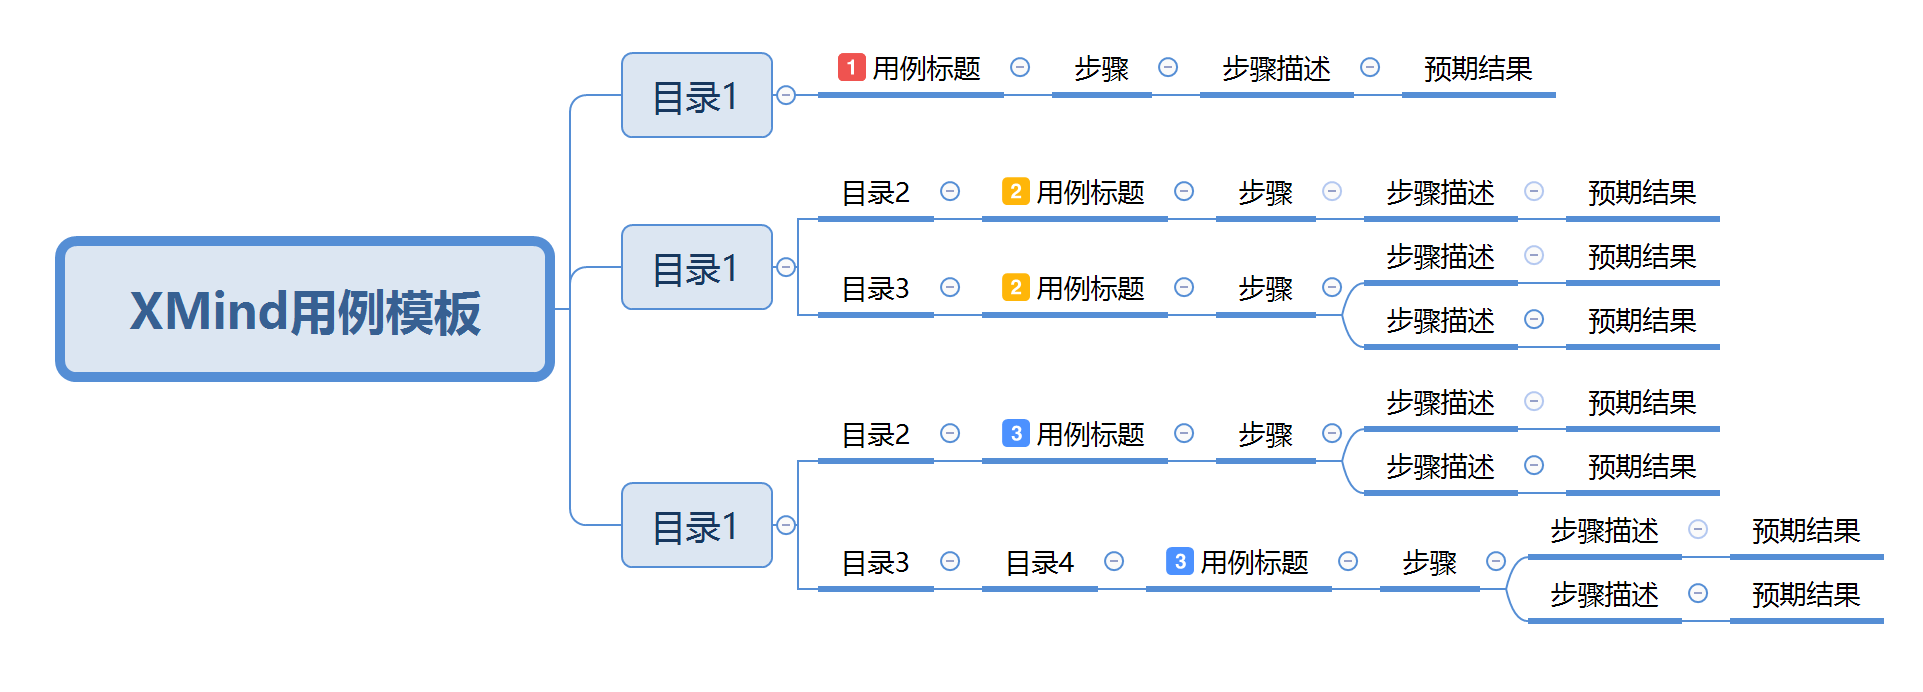 XMind用例模板
目录1
1 用例标题 步骤 步骤描述 预期结果
目录1
目录2 2 用例标题 步骤 步骤描述 预期结果
目录3 2 用例标题 步骤
步骤描述 预期结果
步骤描述 预期结果
目录1
目录2 3 用例标题 步骤
步骤描述 预期结果
步骤描述 预期结果
目录3 目录4 3 用例标题 步骤
步骤描述 预期结果
步骤描述 预期结果